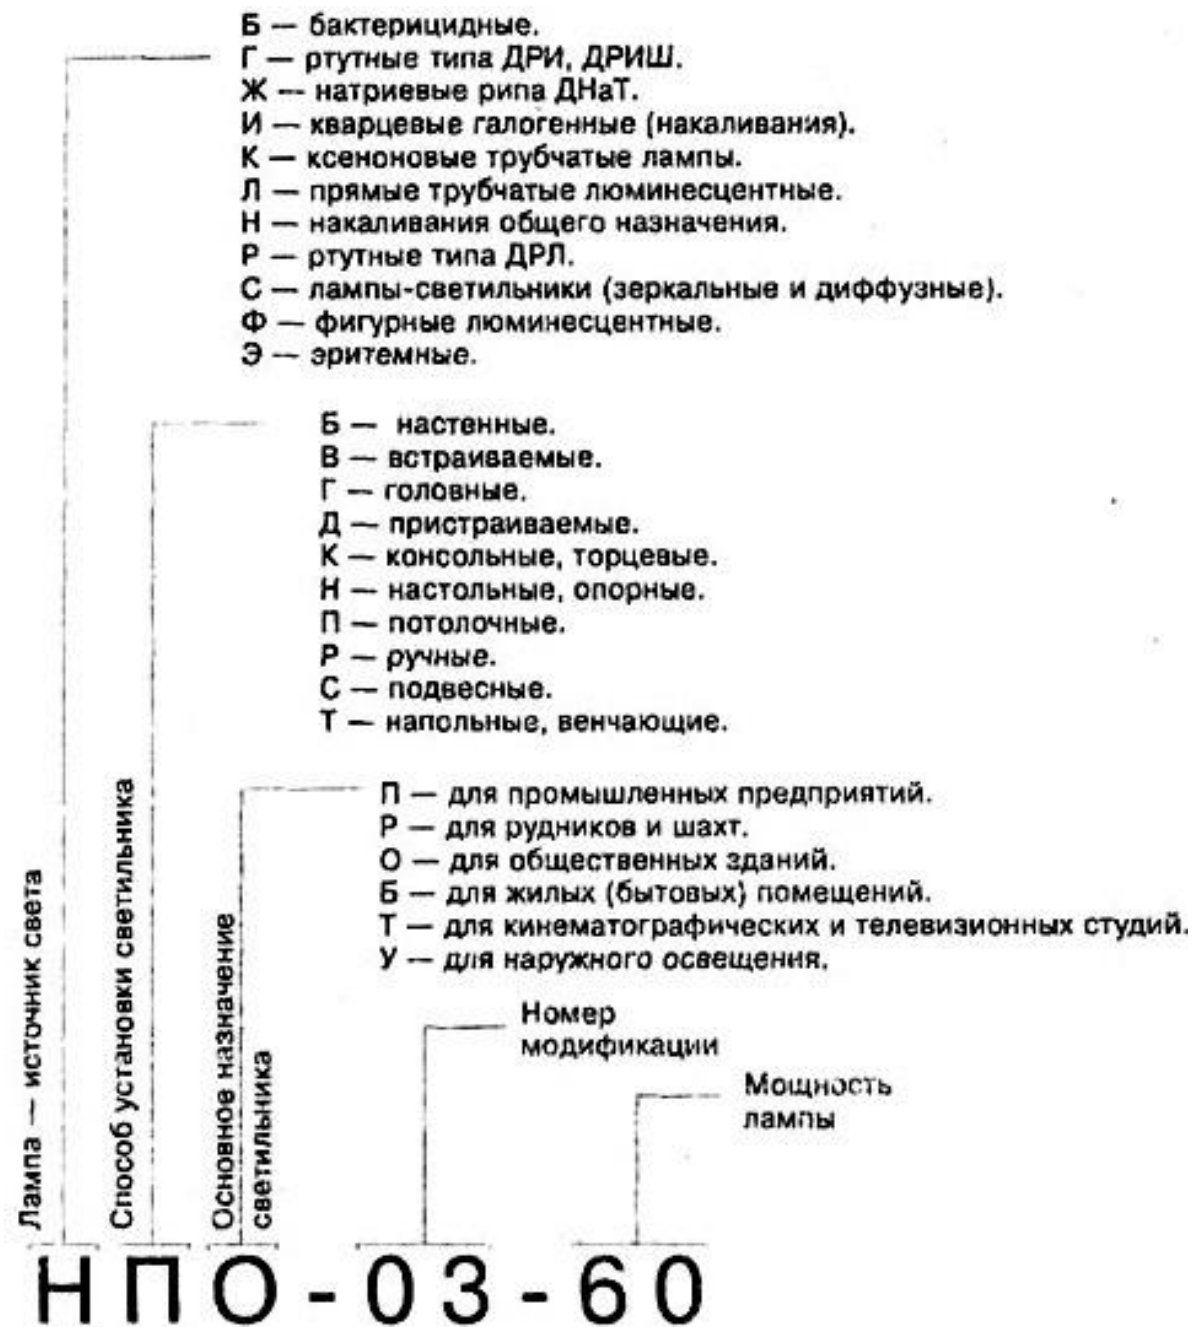 Б — бактерицидные.
Г — ртутные типа ДРИ, ДРИШ.
Ж — натриевые рипа ДНаТ.
И — кварцевые галогенные (накаливания).
К — ксеноновые трубчатые лампы.
Л — прямые трубчатые люминесцентные.
Н — накаливания общего назначения.
Р — ртутные типа ДРЛ.
С — лампы-светильники (зеркальные и диффузные).
Ф — фигурные люминесцентные.
Э — эритемные.
Б — настенные.
В — встраиваемые.
Г — головные.
Д — пристраиваемые.
К — консольные, торцевые.
Н — настольные, опорные.
П — потолочные.
Р — ручные.
С — подвесные.
Т — напольные, венчающие.
П — для промышленных предприятий.
Р — для рудников и шахт.
О — для общественных зданий.
Б — для жилых (бытовых) помещений.
Т — для кинематографических и телевизионных студий.
У — для наружного освещения.
Номер
модификации
Мощность
лампы
Лампа — источник света
Способ установки светильника
Основное назначение
светильника
НПО-03-60